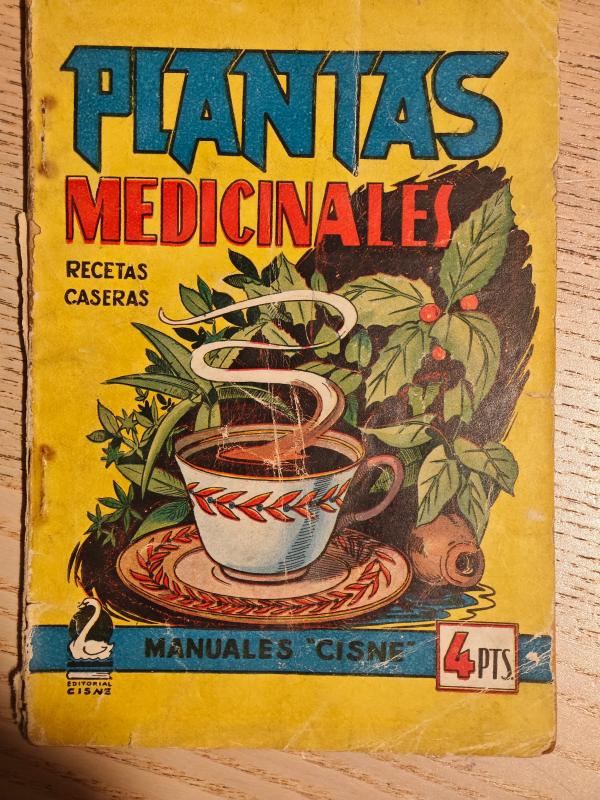 PLANTAS
MEDICINALES
RECETAS
CASERAS
MANUALES "CISNE"
4 PTS.
EDITORIAL
CISNE